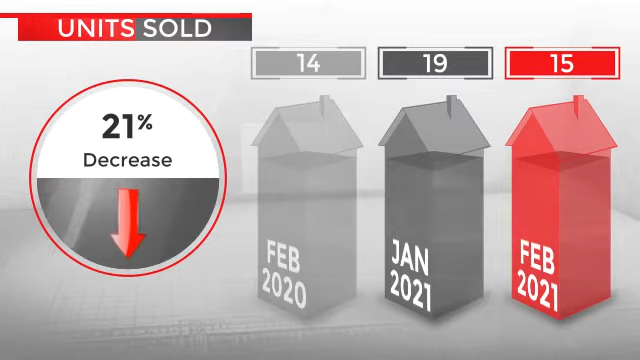 UNITS SOLD
14
19
15
21%
Decrease
FEB
2020
JAN
2021
FEB
2021